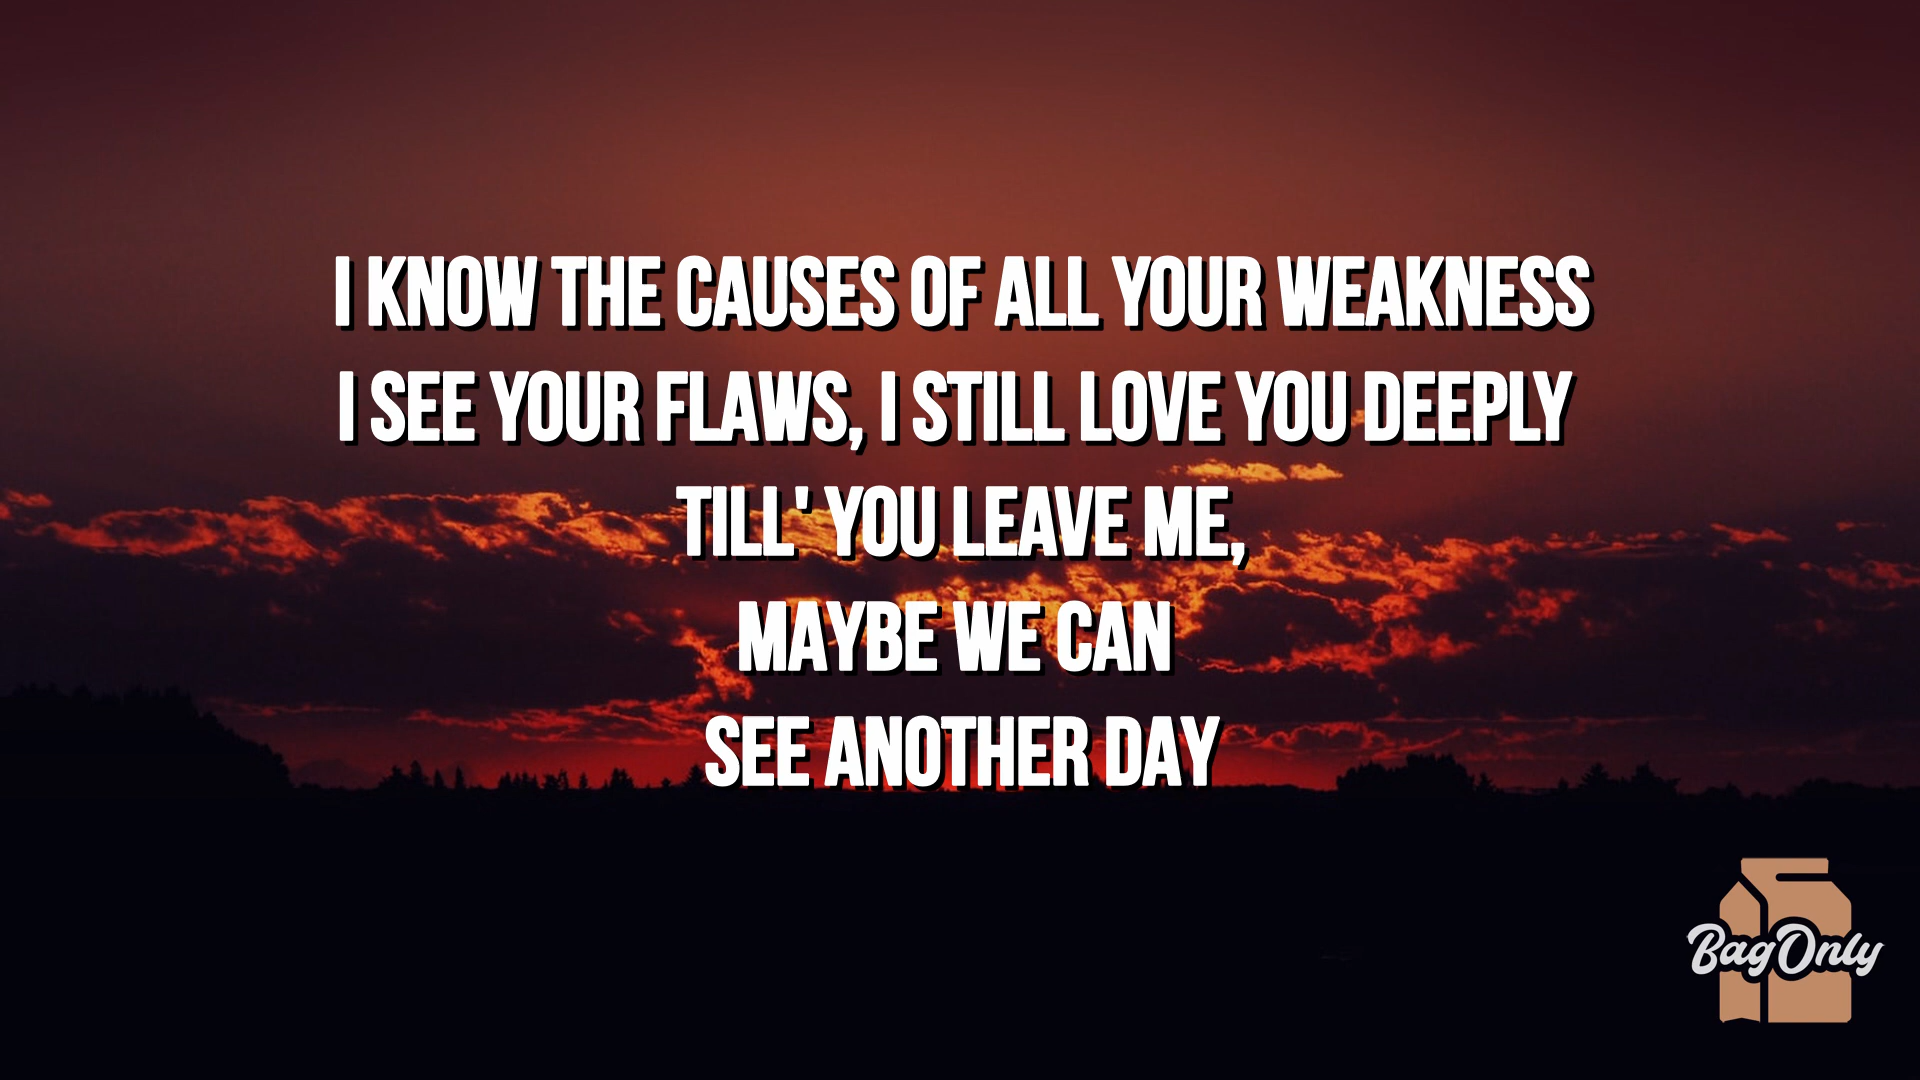 I KNOW THE CAUSES OF ALL YOUR WEAKNESS
I SEE YOUR FLAWS, I STILL LOVE YOU DEEPLY
TILL' YOU LEAVE ME,
MAYBE WE CAN
SEE ANOTHER DAY
BagOnly